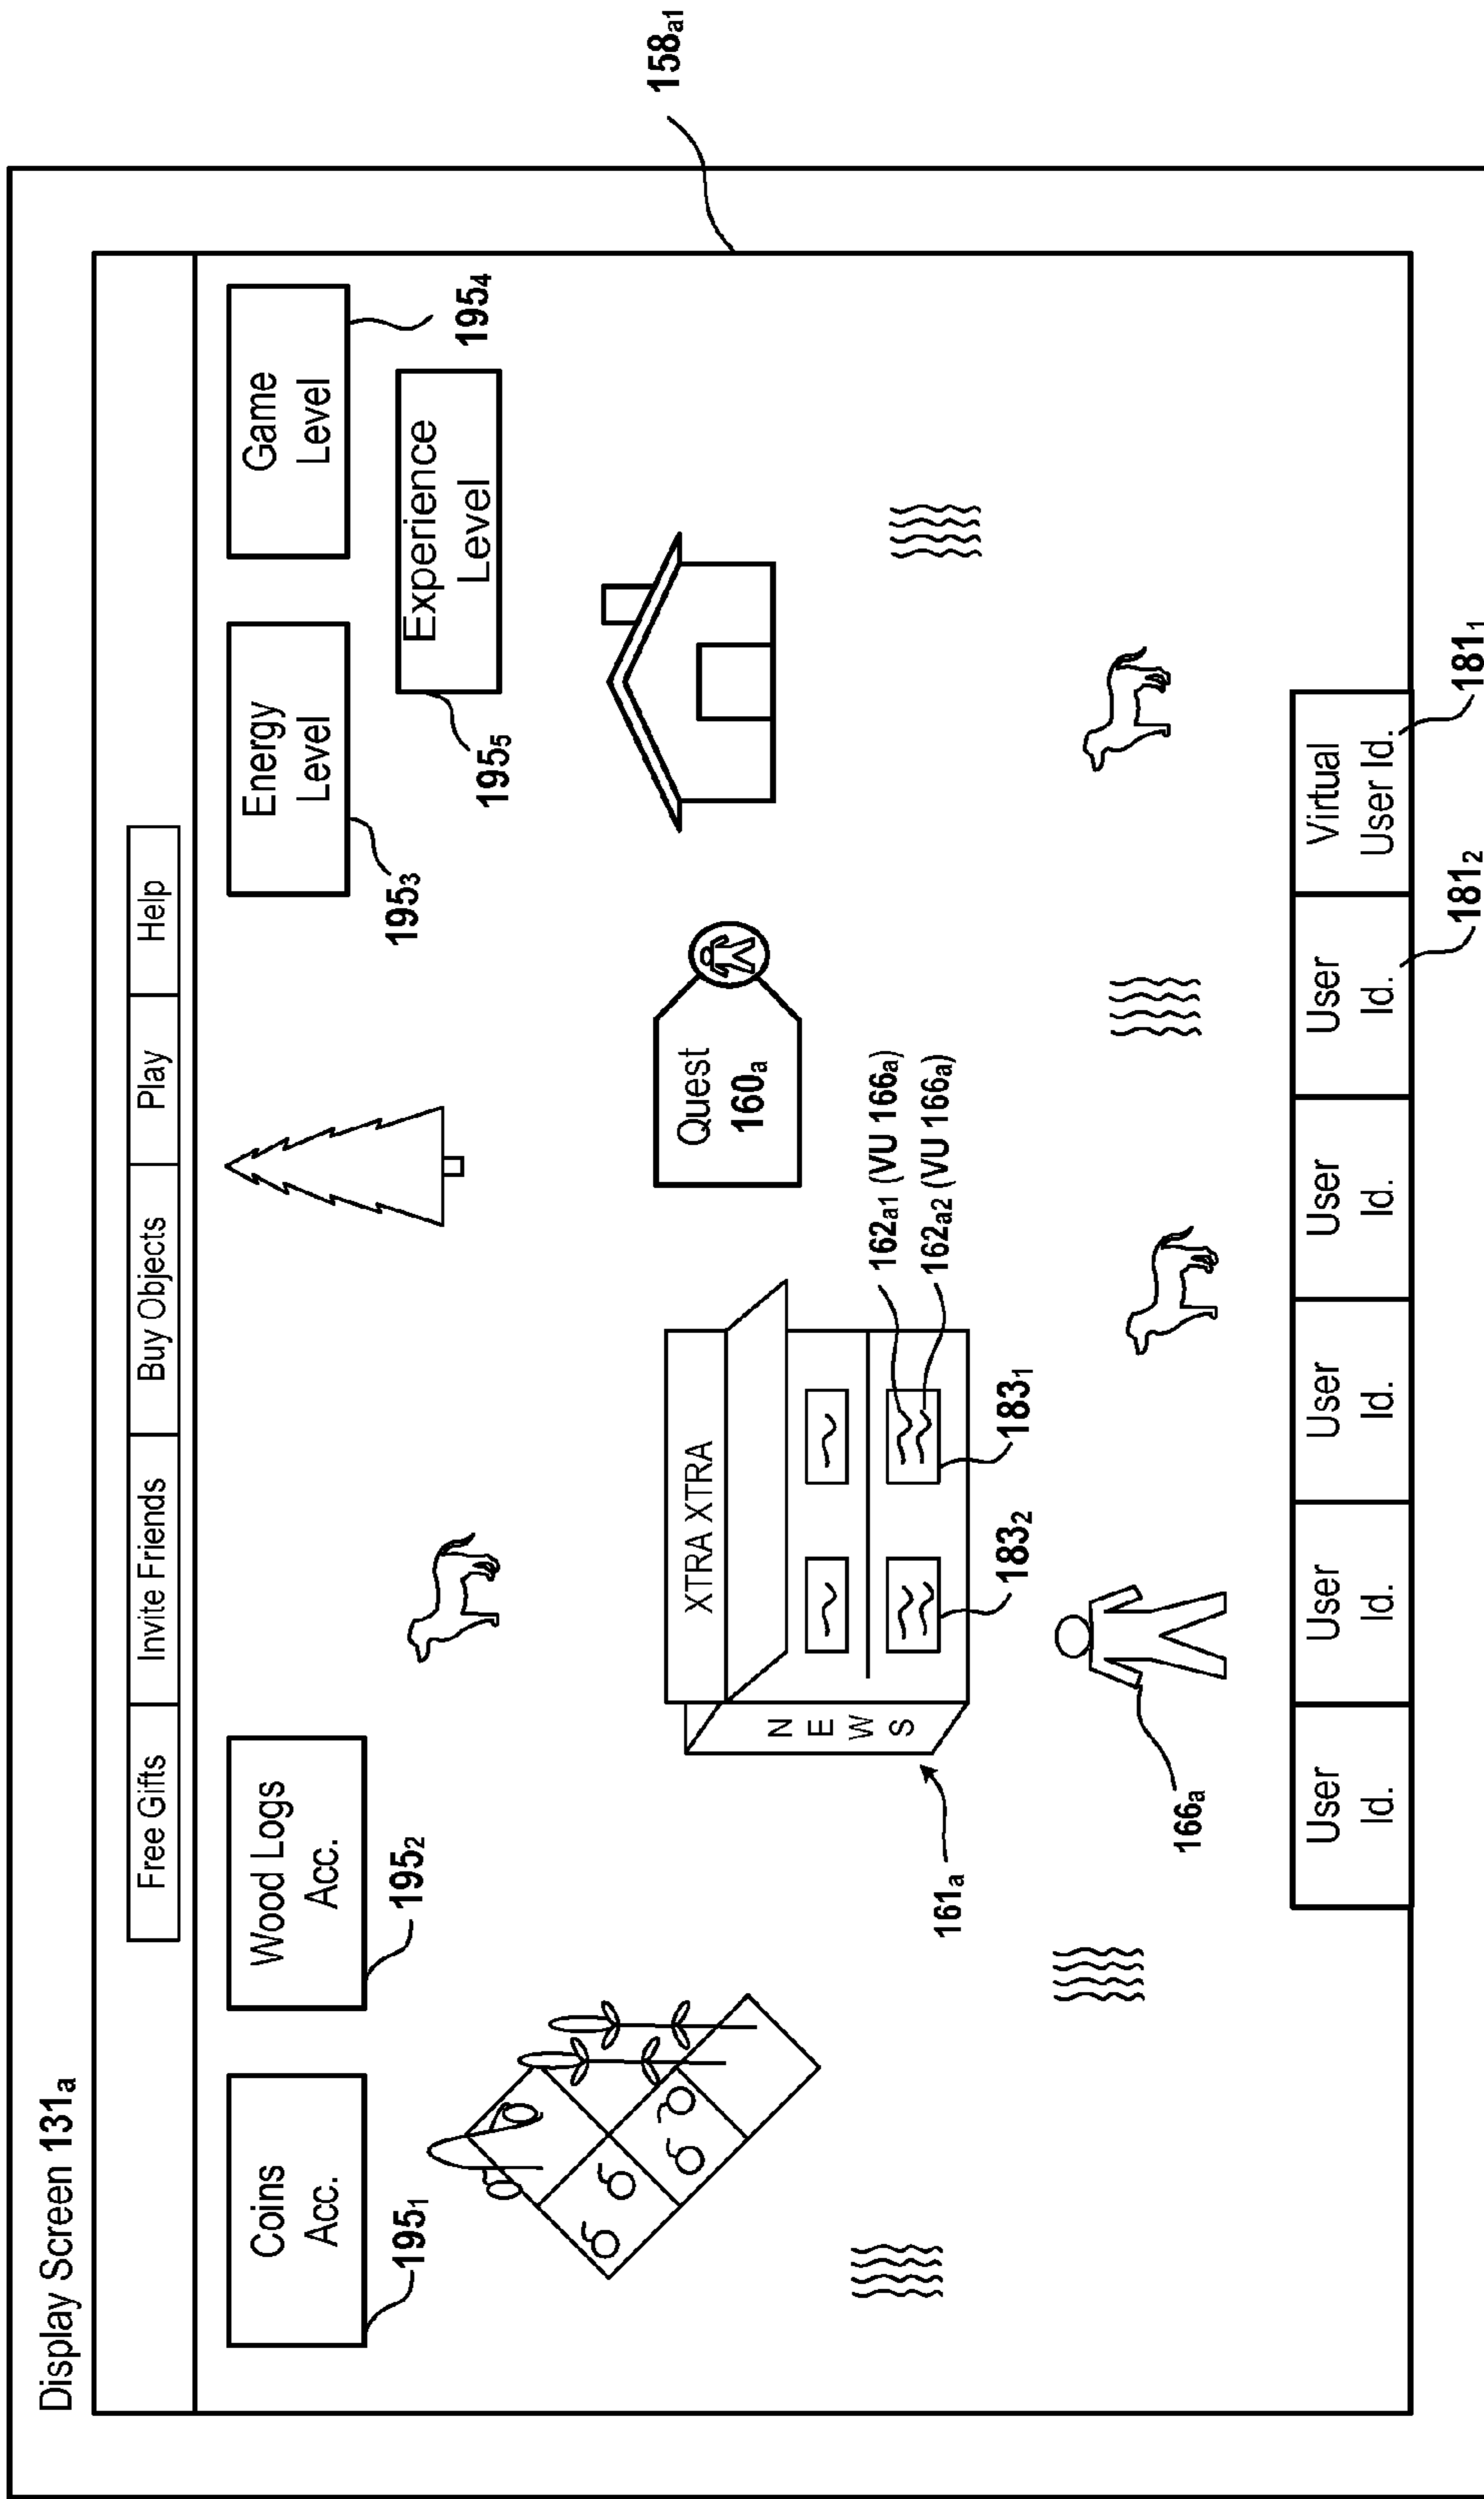 Display Screen 131a
Free Gifts
Invite Friends
Buy Objects
Play
Help
Coins
Acc.
195₁
Wood Logs
Acc.
195₂
Energy
Level
195₃
Game
Level
195₄
Experience
Level
195₅
158a1
Quest
160a
XTRA XTRA
NEWS
161a
162a1 (VU 166a)
162a2 (VU 166a)
183₂
183₁
166a
User
Id.
User
Id.
User
Id.
User
Id.
User
Id.
Virtual
User Id.
181₂
181₁